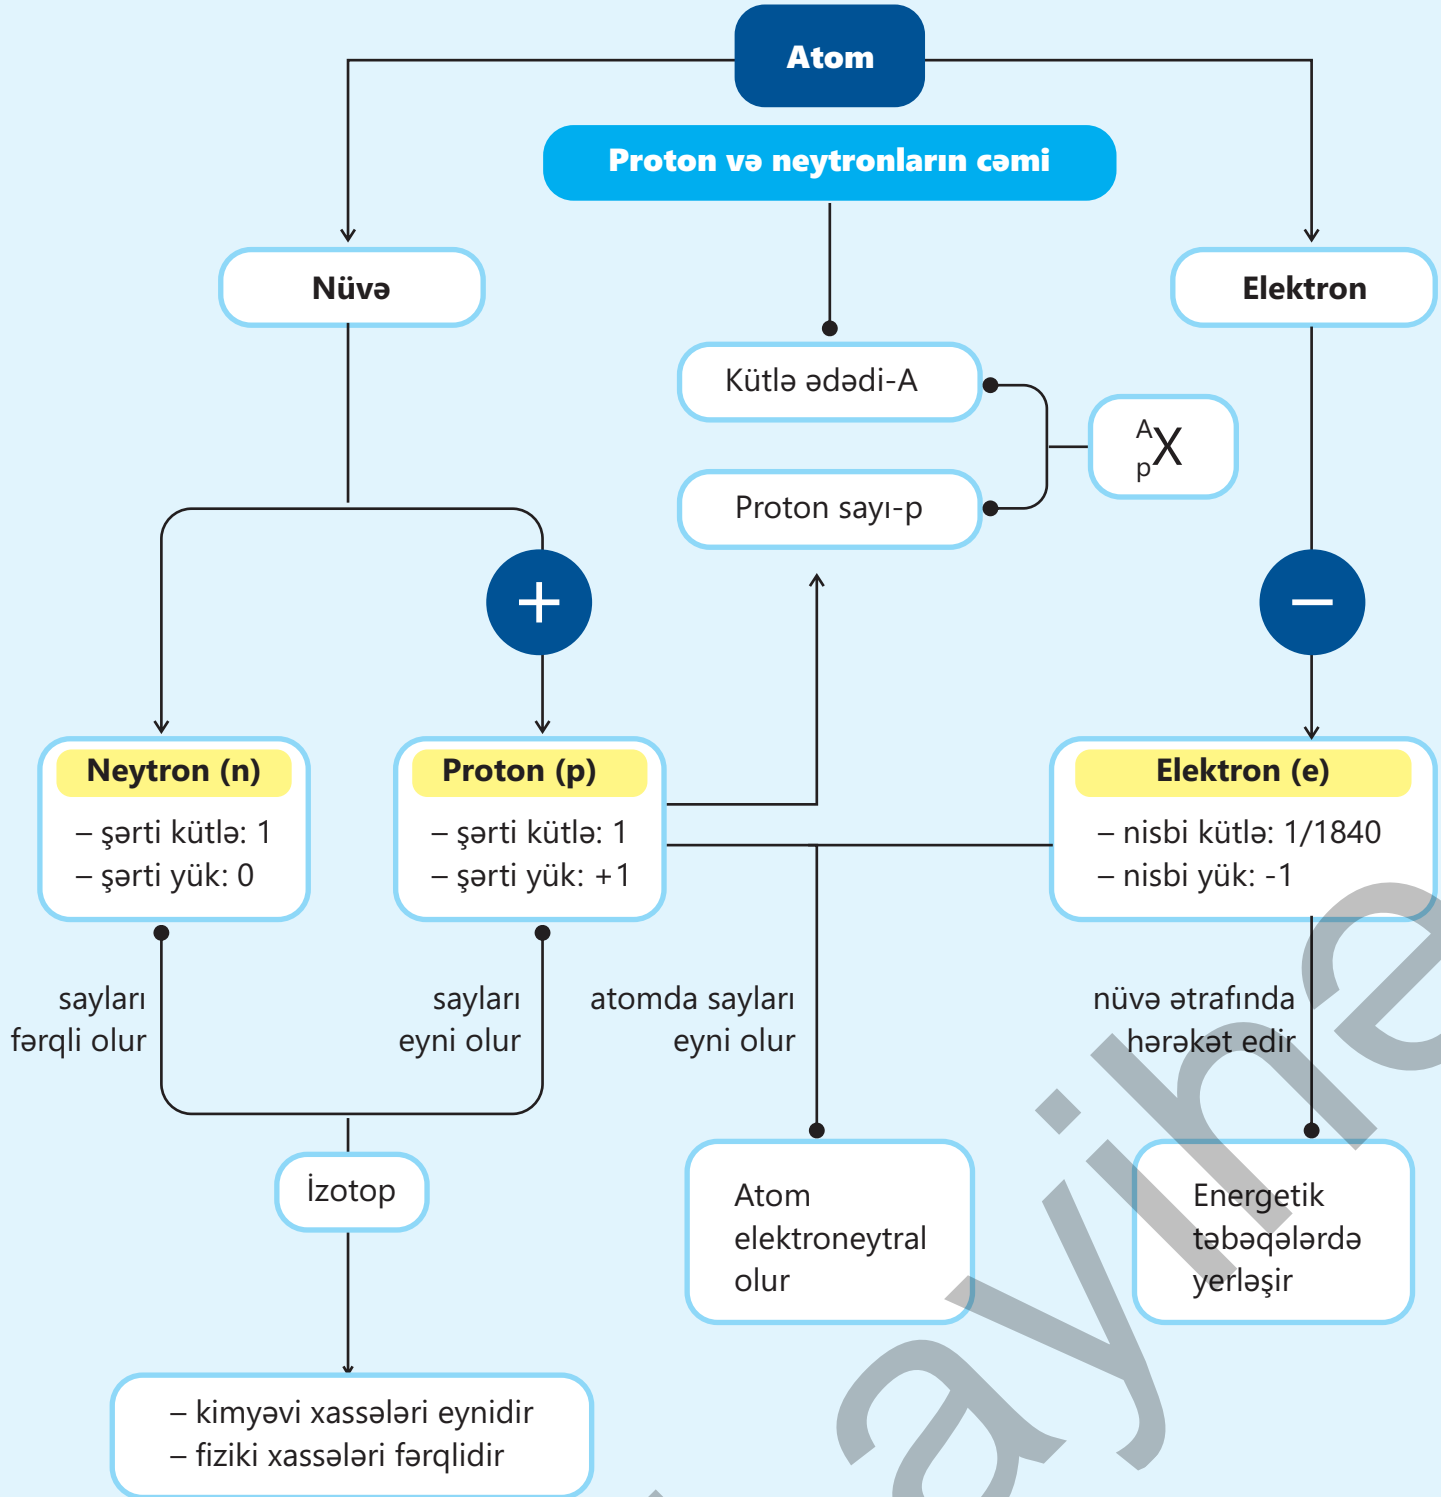 Atom
Proton və neytronların cəmi
Nüvə
Elektron
Kütlə ədədi-A
Proton sayı-p
A
p X
+
−
Neytron (n)
– şərti kütlə: 1
– şərti yük: 0
Proton (p)
– şərti kütlə: 1
– şərti yük: +1
Elektron (e)
– nisbi kütlə: 1/1840
– nisbi yük: -1
sayları
fərqli olur
sayları
eyni olur
atomda sayları
eyni olur
nüvə ətrafında
hərəkət edir
İzotop
Atom
elektroneytral
olur
Energetik
təbəqələrdə
yerləşir
– kimyəvi xassələri eynidir
– fiziki xassələri fərqlidir